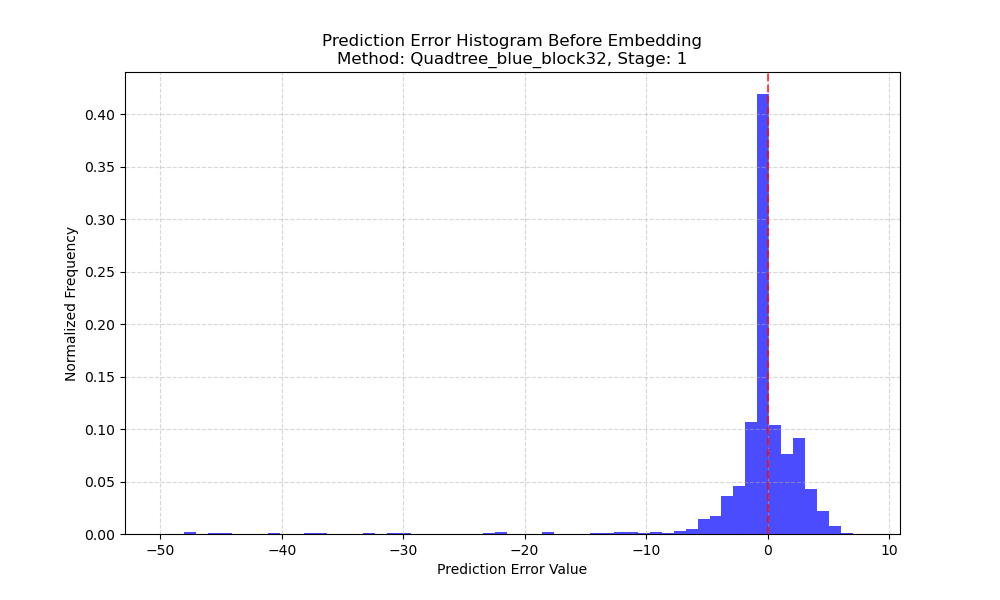 Prediction Error Histogram Before Embedding
Method: Quadtree_blue_block32, Stage: 1
Normalized Frequency
0.40
0.35
0.30
0.25
0.20
0.15
0.10
0.05
0.00
−50 −40 −30 −20 −10 0 10
Prediction Error Value